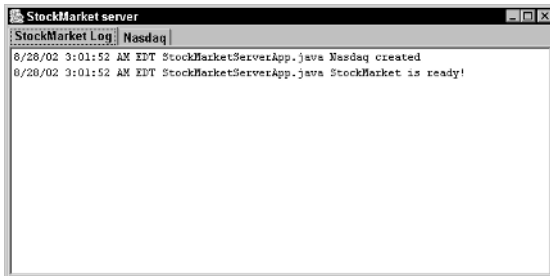 StockMarket server
StockMarket Log Nasdaq
8/28/02 3:01:52 AM EDT StockMarketServerApp.java Nasdaq created
8/28/02 3:01:52 AM EDT StockMarketServerApp.java StockMarket is ready!